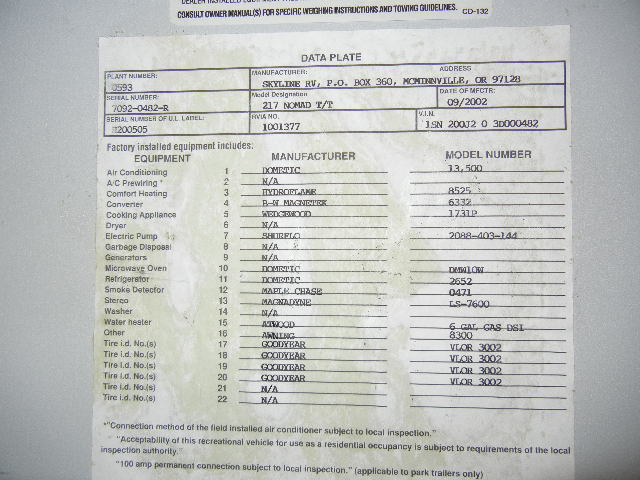 CONSULT OWNER MANUAL(S) FOR SPECIFIC WEIGHING INSTRUCTIONS AND TOWING GUIDELINES. CD-132
DATA PLATE
PLANT NUMBER: MANUFACTURER: ADDRESS
0593 SKYLINE RV, P.O. BOX 360, MCMINNVILLE, OR 97128
SERIAL NUMBER: Model Designation DATE OF MFCTR:
7092-0482-R 217 NOMAD T/T 09/2002
SERIAL NUMBER OF U.L. LABEL: RVIA NO. V.I.N.
1001377 1SN 200J2 0 3D000482
Factory installed equipment includes:
EQUIPMENT MANUFACTURER MODEL NUMBER
Air Conditioning 1 DOMETIC 13,500
A/C Prewiring * 2 N/A
Comfort Heating 3 HYDROFLAME 8525
Converter 4 B-W MAGNETEK 6332
Cooking Appliance 5 WEDGEWOOD 1731P
Dryer 6 N/A
Electric Pump 7 SHURFLO 2088-403-144
Garbage Disposal 8 N/A
Generators 9 N/A
Microwave Oven 10 DOMETIC DMW10W
Refrigerator 11 DOMETIC 2652
Smoke Detector 12 MAPLE CHASE 0471
Stereo 13 MAGNADYNE LS-7600
Washer 14 N/A
Water heater 15 ATWOOD 6 GAL GAS DSI
Other 16 AWNING 8300
Tire i.d. No.(s) 17 GOODYEAR VLOR 3002
Tire i.d. No.(s) 18 GOODYEAR VLOR 3002
Tire i.d. No.(s) 19 GOODYEAR VLOR 3002
Tire i.d. No.(s) 20 GOODYEAR VLOR 3002
Tire i.d. No.(s) 21 N/A
Tire i.d. No.(s) 22 N/A
*"Connection method of the field installed air conditioner subject to local inspection."
"Acceptability of this recreational vehicle for use as a residential occupancy is subject to requirements of the local
inspection authority."
"100 amp permanent connection subject to local inspection." (applicable to park trailers only)